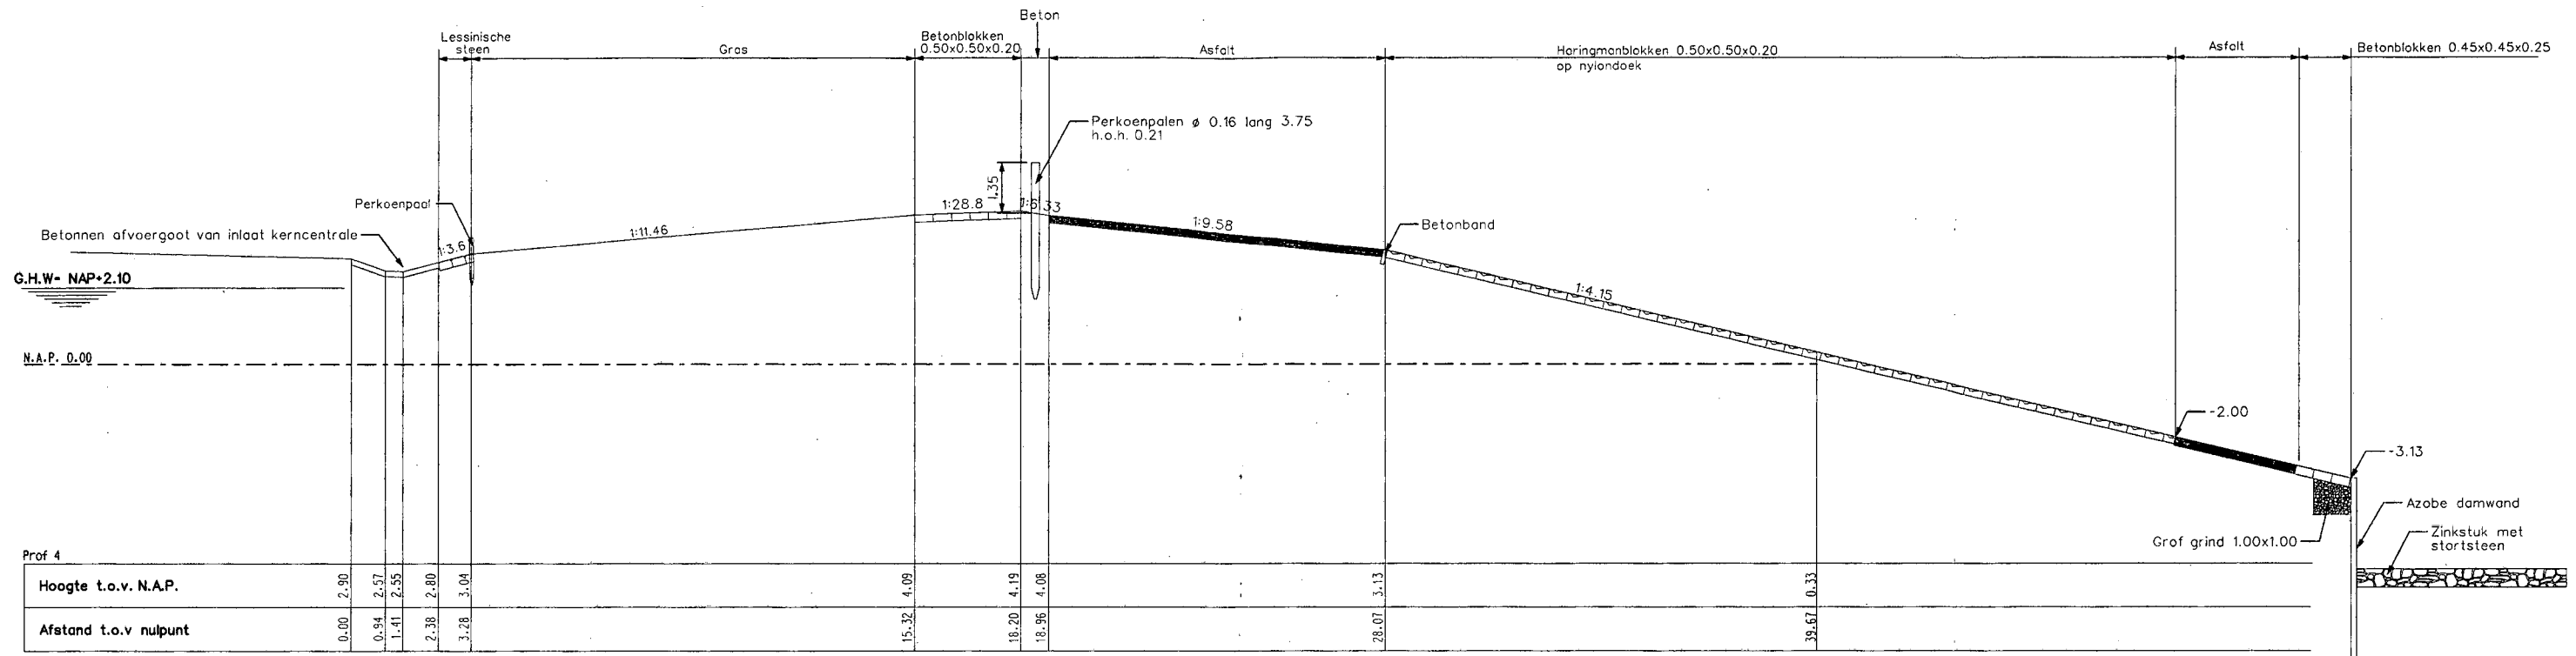 Beton
Lessinische
steen
Gras
Betonblokken
0.50x0.50x0.20
Asfalt
Haringmanblokken 0.50x0.50x0.20
op nylondoek
Asfalt
Betonblokken 0.45x0.45x0.25
Perkoenpalen ø 0.16 lang 3.75
h.o.h. 0.21
1.35
Perkoenpaal
1:28.8
1:6.33
1:9.58
Betonband
Betonnen afvoergoot van inlaat kerncentrale
1:3.6
1:11.46
G.H.W- NAP+2.10
1:4.15
N.A.P. 0.00
-2.00
-3.13
Azobe damwand
Grof grind 1.00x1.00
Zinkstuk met
stortsteen
Prof 4
Hoogte t.o.v. N.A.P. 2.90 2.57 2.55 2.80 3.04 4.09 4.19 4.08 3.13 0.33
Afstand t.o.v nulpunt 0.00 0.94 1.41 2.38 3.28 15.32 18.20 18.96 28.07 39.67